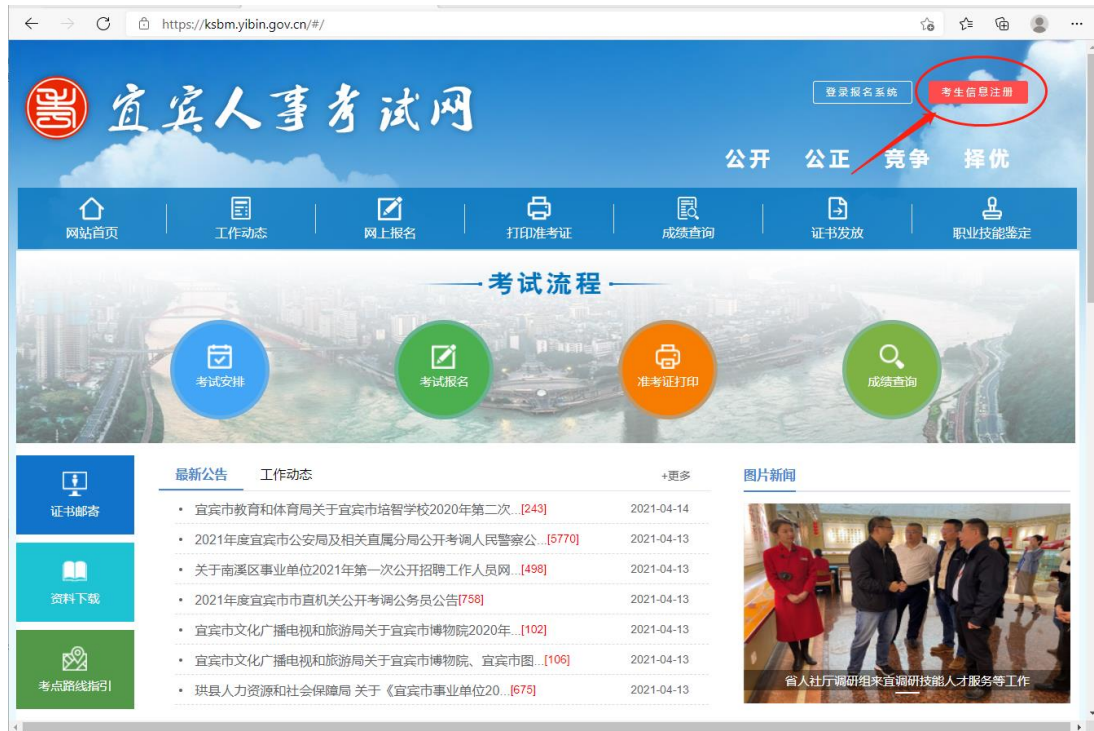 https://ksbm.yibin.gov.cn/#/
宜宾人事考试网
登录报名系统 考生信息注册
公开 公正 竞争 择优
网站首页 工作动态 网上报名 打印准考证 成绩查询 证书发放 职业技能鉴定
考试流程
考试安排 考试报名 准考证打印 成绩查询
最新公告 工作动态 +更多
宜宾市教育和体育局关于宜宾市培智学校2020年第二次...[243] 2021-04-14
2021年度宜宾市公安局及相关直属分局公开考调人民警察公...[5770] 2021-04-13
关于南溪区事业单位2021年第一次公开招聘工作人员网...[498] 2021-04-13
2021年度宜宾市市直机关公开考调公务员公告[758] 2021-04-13
宜宾市文化广播电视和旅游局关于宜宾市博物院2020年...[102] 2021-04-13
宜宾市文化广播电视和旅游局关于宜宾市博物院、宜宾市图...[106] 2021-04-13
珙县人力资源和社会保障局 关于《宜宾市事业单位20...[675] 2021-04-13
证书邮寄
资料下载
考点路线指引
图片新闻
省人社厅调研组来宜调研技能人才服务等工作